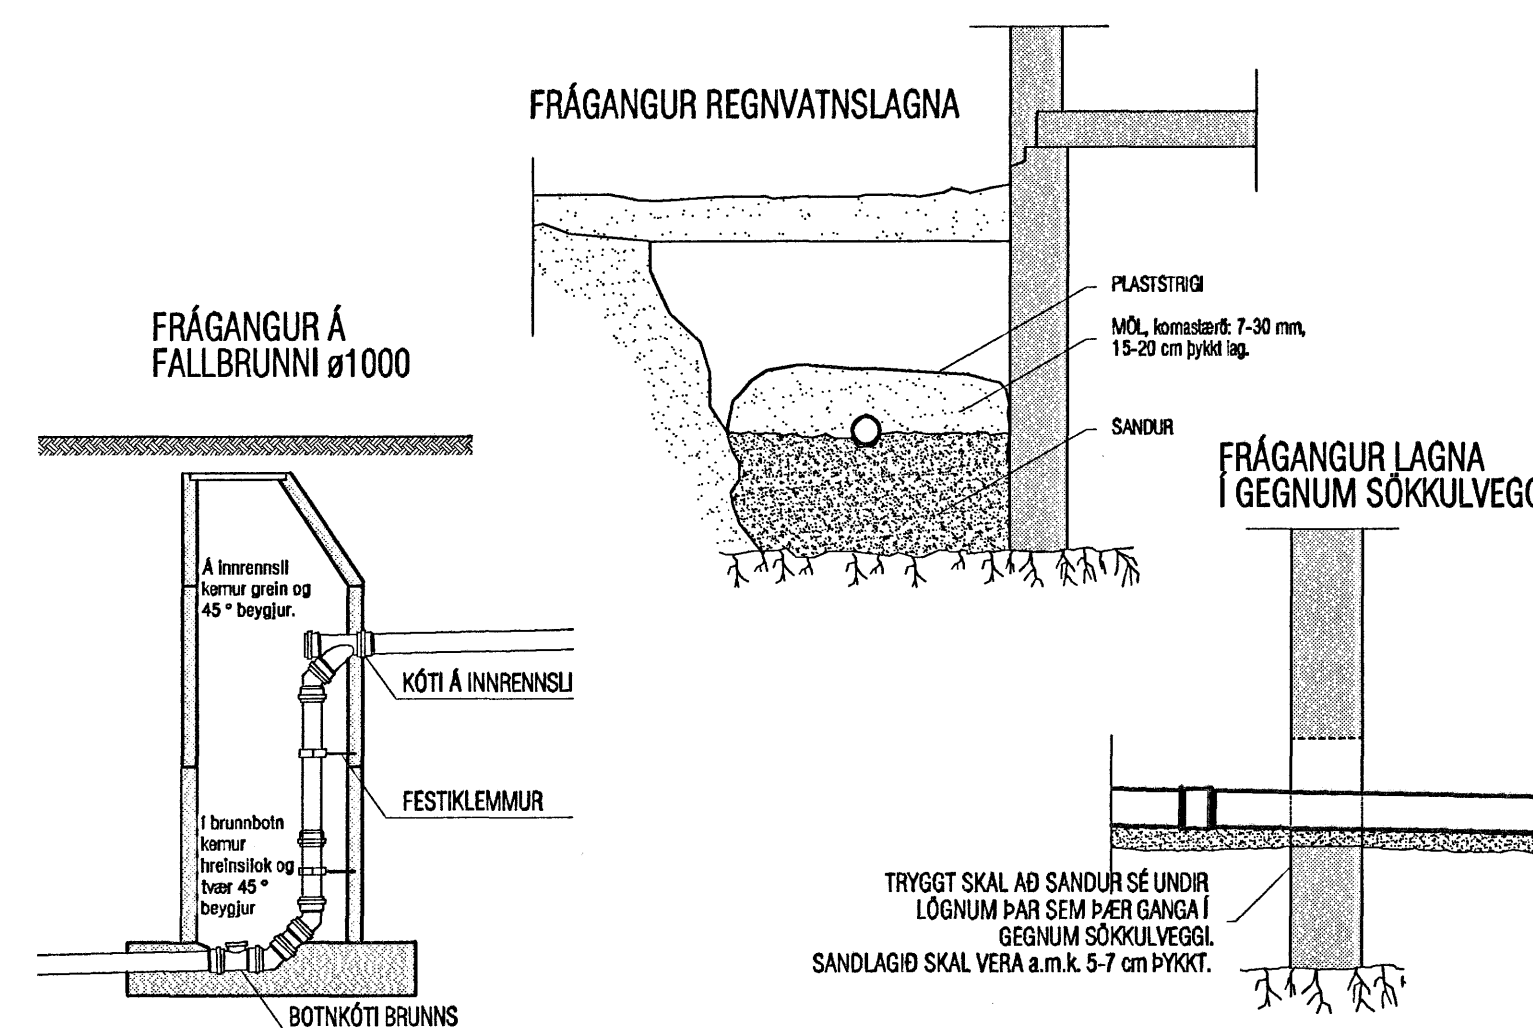 FRÁGANGUR REGNVATNSLAGNA
PLASTSTRIGI
MÖL, kornastærð: 7-30 mm,
15-20 cm þykkt lag.
SANDUR
FRÁGANGUR Á
FALLBRUNNI ø1000
Á innrennsli
kemur grein og
45° beygjur.
KÓTI Á INNRENNSLI
FESTIKLEMMUR
Í brunnbotn
kemur
hreinsilok og
tvær 45°
beygjur
BOTNKÓTI BRUNNS
FRÁGANGUR LAGNA
Í GEGNUM SÖKKULVEGG
TRYGGT SKAL AÐ SANDUR SÉ UNDIR
LÖGNUM ÞAR SEM ÞÆR GANGA Í
GEGNUM SÖKKULVEGGI.
SANDLAGIÐ SKAL VERA a.m.k. 5-7 cm ÞYKKT.